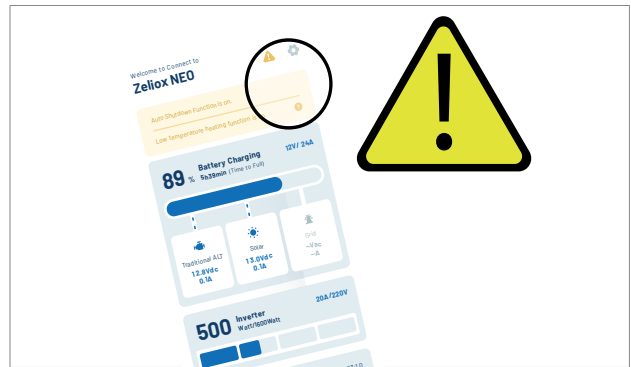 Welcome to Connect to
Zeliox NEO
Auto Shutdown Function is on.
Low temperature heating function
?
12V/ 24A
Battery Charging
89 %
5h39min (Time to Full)
Traditional ALT
12.8Vdc
0.1A
Solar
13.0Vdc
0.1A
Grid
--Vac
--A
20A/220V
Inverter
500 Watt/1600Watt
!